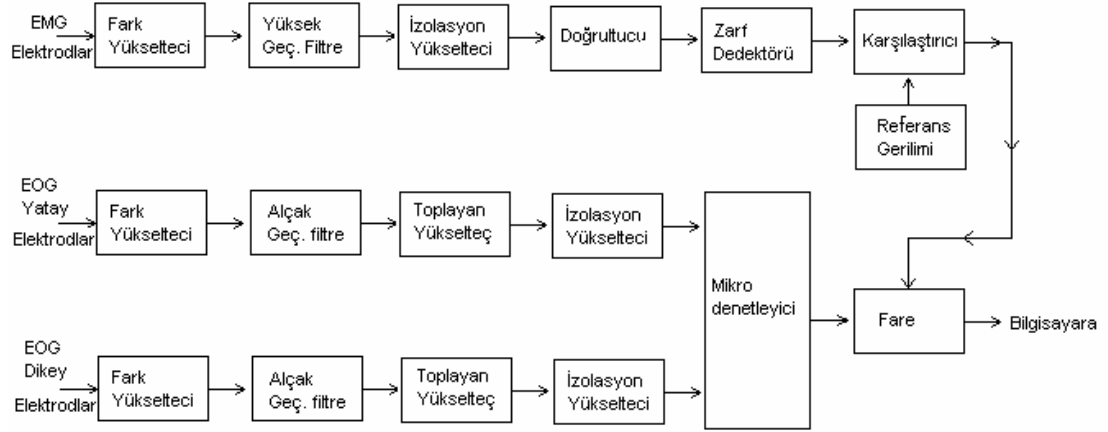 EMG
Elektrodlar
Fark
Yükselteci
Yüksek
Geç. Filtre
İzolasyon
Yükselteci
Doğrultucu
Zarf
Dedektörü
Karşılaştırıcı
Referans
Gerilimi
EOG
Yatay
Elektrodlar
Fark
Yükselteci
Alçak
Geç. filtre
Toplayan
Yükselteç
İzolasyon
Yükselteci
Mikro
denetleyici
Fare
Bilgisayara
EOG
Dikey
Elektrodlar
Fark
Yükselteci
Alçak
Geç. filtre
Toplayan
Yükselteç
İzolasyon
Yükselteci